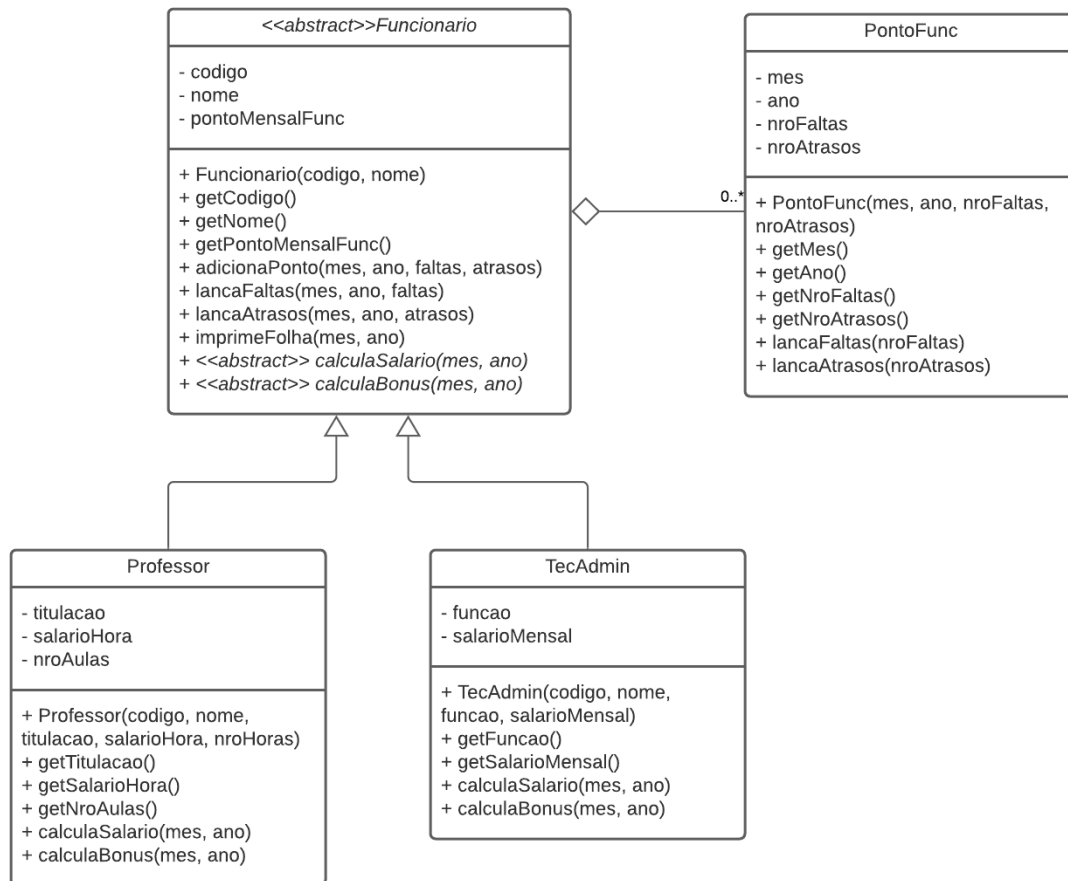 <<abstract>>Funcionario
- codigo
- nome
- pontoMensalFunc
+ Funcionario(codigo, nome)
+ getCodigo()
+ getNome()
+ getPontoMensalFunc()
+ adicionaPonto(mes, ano, faltas, atrasos)
+ lancaFaltas(mes, ano, faltas)
+ lancaAtrasos(mes, ano, atrasos)
+ imprimeFolha(mes, ano)
+ <<abstract>> calculaSalario(mes, ano)
+ <<abstract>> calculaBonus(mes, ano)
0..*
PontoFunc
- mes
- ano
- nroFaltas
- nroAtrasos
+ PontoFunc(mes, ano, nroFaltas,
nroAtrasos)
+ getMes()
+ getAno()
+ getNroFaltas()
+ getNroAtrasos()
+ lancaFaltas(nroFaltas)
+ lancaAtrasos(nroAtrasos)
Professor
- titulacao
- salarioHora
- nroAulas
+ Professor(codigo, nome,
titulacao, salarioHora, nroHoras)
+ getTitulacao()
+ getSalarioHora()
+ getNroAulas()
+ calculaSalario(mes, ano)
+ calculaBonus(mes, ano)
TecAdmin
- funcao
- salarioMensal
+ TecAdmin(codigo, nome,
funcao, salarioMensal)
+ getFuncao()
+ getSalarioMensal()
+ calculaSalario(mes, ano)
+ calculaBonus(mes, ano)